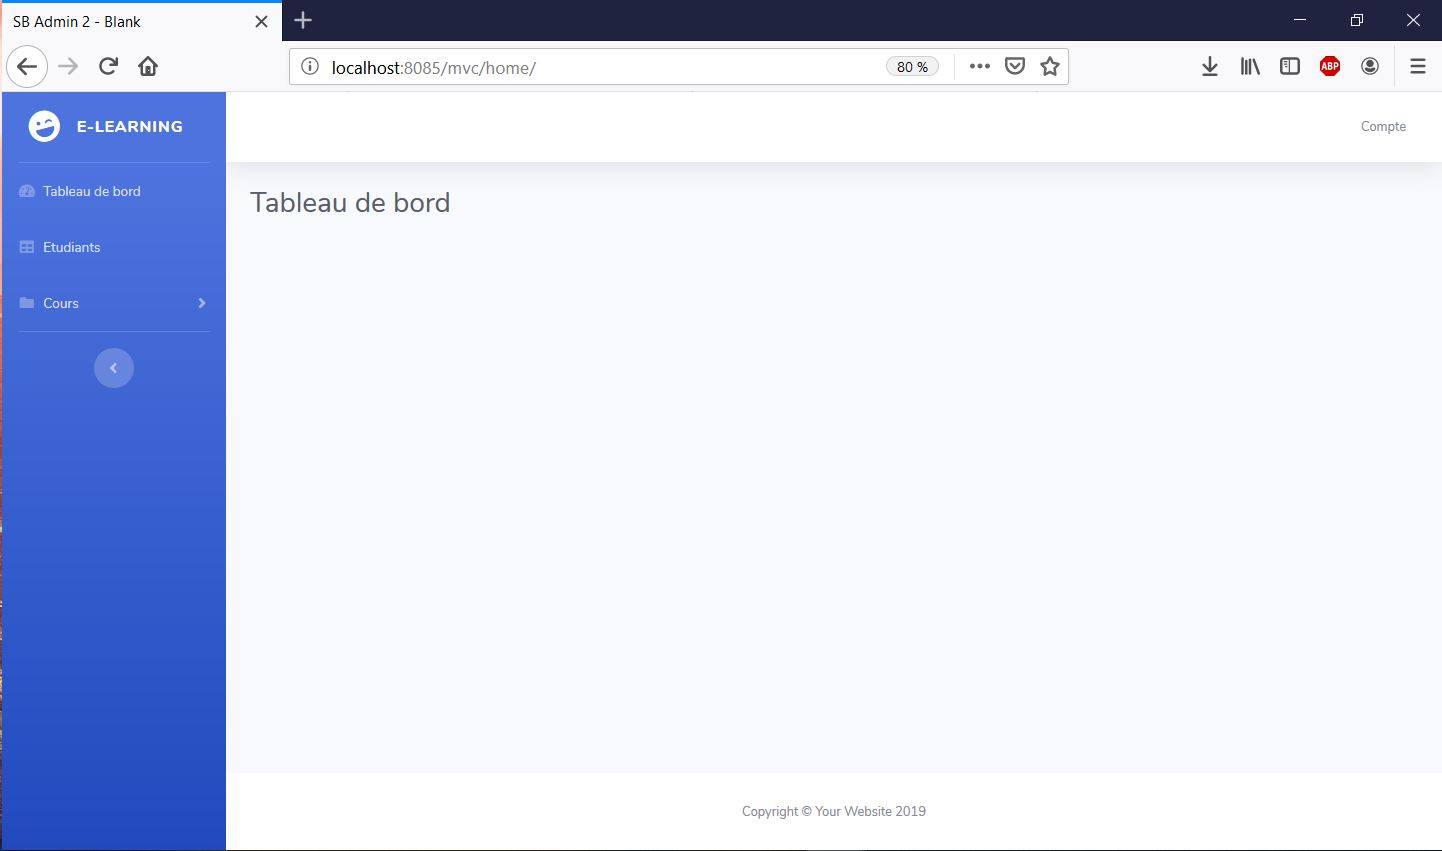 SB Admin 2 - Blank
localhost:8085/mvc/home/
80 %
ABP
E-LEARNING
Compte
Tableau de bord
Tableau de bord
Etudiants
Cours
Copyright © Your Website 2019